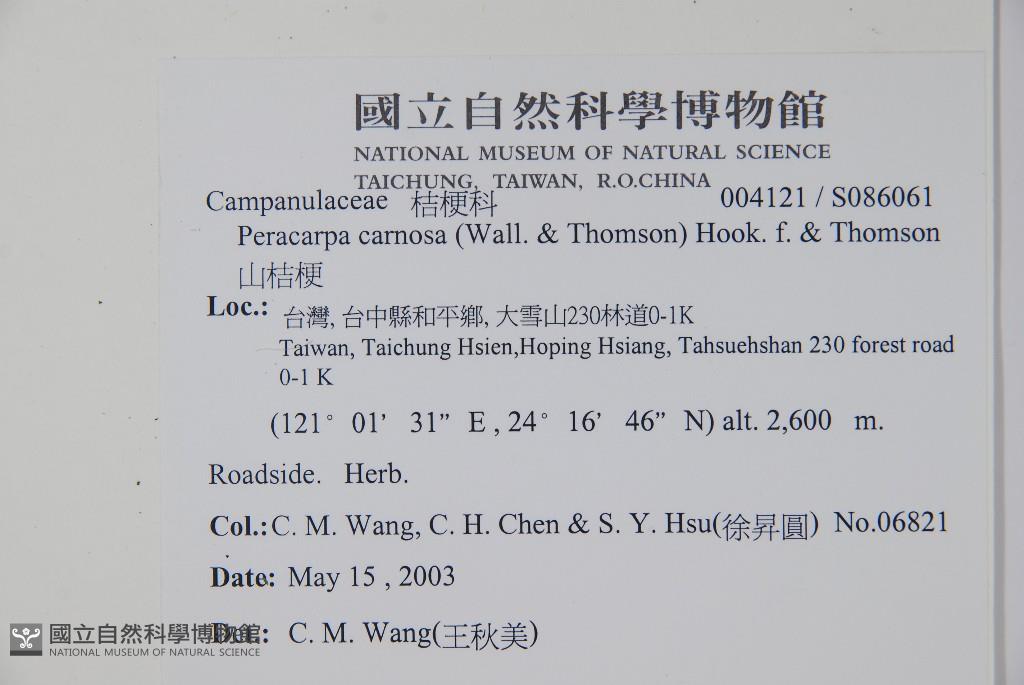 國立自然科學博物館
NATIONAL MUSEUM OF NATURAL SCIENCE
TAICHUNG, TAIWAN, R.O.CHINA
Campanulaceae 桔梗科 004121 / S086061
Peracarpa carnosa (Wall. & Thomson) Hook. f. & Thomson
山桔梗
Loc.: 台灣, 台中縣和平鄉, 大雪山230林道0-1K
Taiwan, Taichung Hsien,Hoping Hsiang, Tahsuehshan 230 forest road
0-1 K
(121° 01’ 31” E , 24° 16’ 46” N) alt. 2,600 m.
Roadside. Herb.
Col.: C. M. Wang, C. H. Chen & S. Y. Hsu(徐昇圓) No.06821
Date: May 15 , 2003
Det.: C. M. Wang(王秋美)
國立自然科學博物館
NATIONAL MUSEUM OF NATURAL SCIENCE